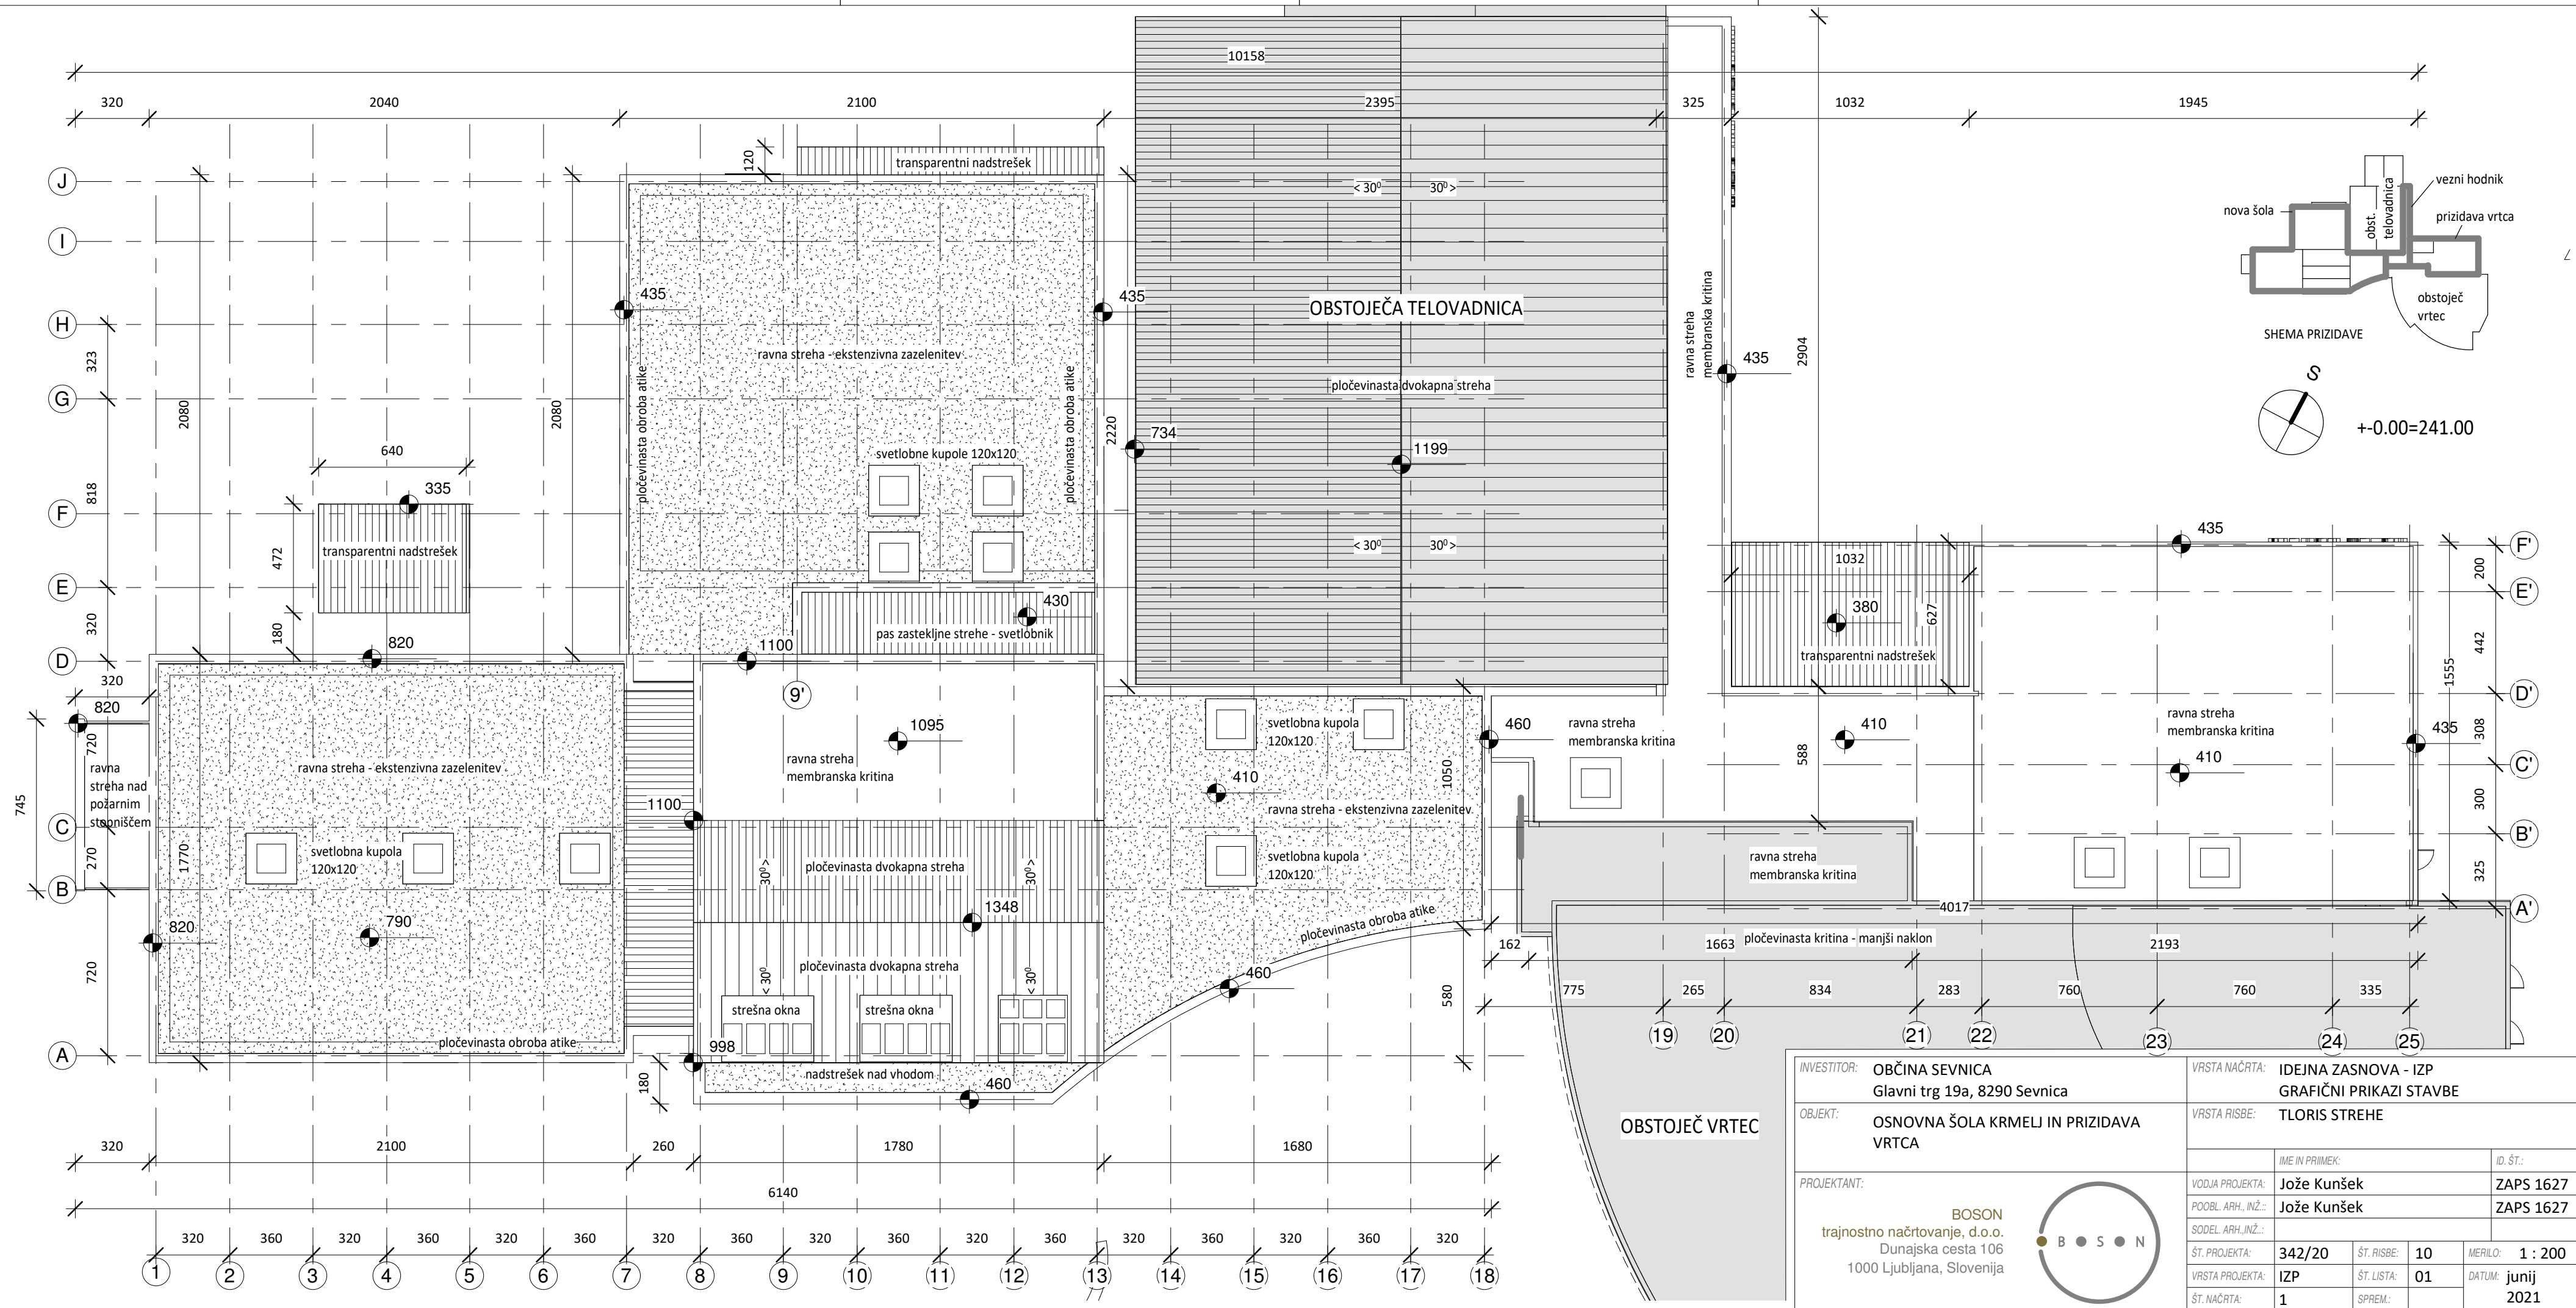 10158
320
2040
2100
2395
325
1032
1945
120
transparentni nadstrešek
J
I
H
G
F
E
D
C
B
A
323
818
320
270
720
720
< 30⁰ 30⁰ >
vezni hodnik
nova šola
obst.
telovadnica
prizidava vrtca
obstoječ
vrtec
SHEMA PRIZIDAVE
S
+-0.00=241.00
435
435
OBSTOJEČA TELOVADNICA
ravna streha
membranska kritina
435
2904
ravna streha - ekstenzivna zazelenitev
pločevinasta dvokapna streha
pločevinasta obroba atike
pločevinasta obroba atike
2080
2080
2220
734
1199
svetlobne kupole 120x120
640
335
transparentni nadstrešek
472
180
< 30⁰ 30⁰ >
430
pas zastekljne strehe - svetlobnik
1100
9'
820
320
820
745
ravna
streha nad
požarnim
stopniščem
ravna streha - ekstenzivna zazelenitev
svetlobna kupola
120x120
1770
820
790
pločevinasta obroba atike
1095
ravna streha
membranska kritina
1100
30⁰ >
pločevinasta dvokapna streha
30⁰ >
1348
pločevinasta dvokapna streha
< 30⁰
< 30⁰
strešna okna
strešna okna
998
nadstrešek nad vhodom
460
180
svetlobna kupola
120x120
410
1050
ravna streha - ekstenzivna zazelenitev
svetlobna kupola
120x120
pločevinasta obroba atike
460
580
460
ravna streha
membranska kritina
1032
380
627
transparentni nadstrešek
410
588
ravna streha
membranska kritina
435
ravna streha
membranska kritina
410
435
1555
F'
E'
D'
C'
B'
A'
200
442
308
300
325
4017
pločevinasta kritina - manjši naklon
162
1663
2193
775
265
834
283
760
760
335
19
20
21
22
23
24
25
OBSTOJEČ VRTEC
320
2100
260
1780
1680
6140
320
360
320
360
320
360
320
360
320
360
320
360
320
360
320
320
360
320
1
2
3
4
5
6
7
8
9
10
11
12
13
14
15
16
17
18
INVESTITOR: OBČINA SEVNICA
Glavni trg 19a, 8290 Sevnica
VRSTA NAČRTA: IDEJNA ZASNOVA - IZP
GRAFIČNI PRIKAZI STAVBE
OBJEKT: OSNOVNA ŠOLA KRMELJ IN PRIZIDAVA
VRTCA
VRSTA RISBE: TLORIS STREHE
IME IN PRIIMEK: ID. ŠT.:
PROJEKTANT:
BOSON
trajnostno načrtovanje, d.o.o.
Dunajska cesta 106
1000 Ljubljana, Slovenija
B S N
VODJA PROJEKTA: Jože Kunšek ZAPS 1627
POOBL. ARH., INŽ.: Jože Kunšek ZAPS 1627
SODEL. ARH.,INŽ.:
ŠT. PROJEKTA: 342/20 ŠT. RISBE: 10 MERILO: 1 : 200
VRSTA PROJEKTA: IZP ŠT. LISTA: 01 DATUM: junij
2021
ŠT. NAČRTA: 1 SPREM.: